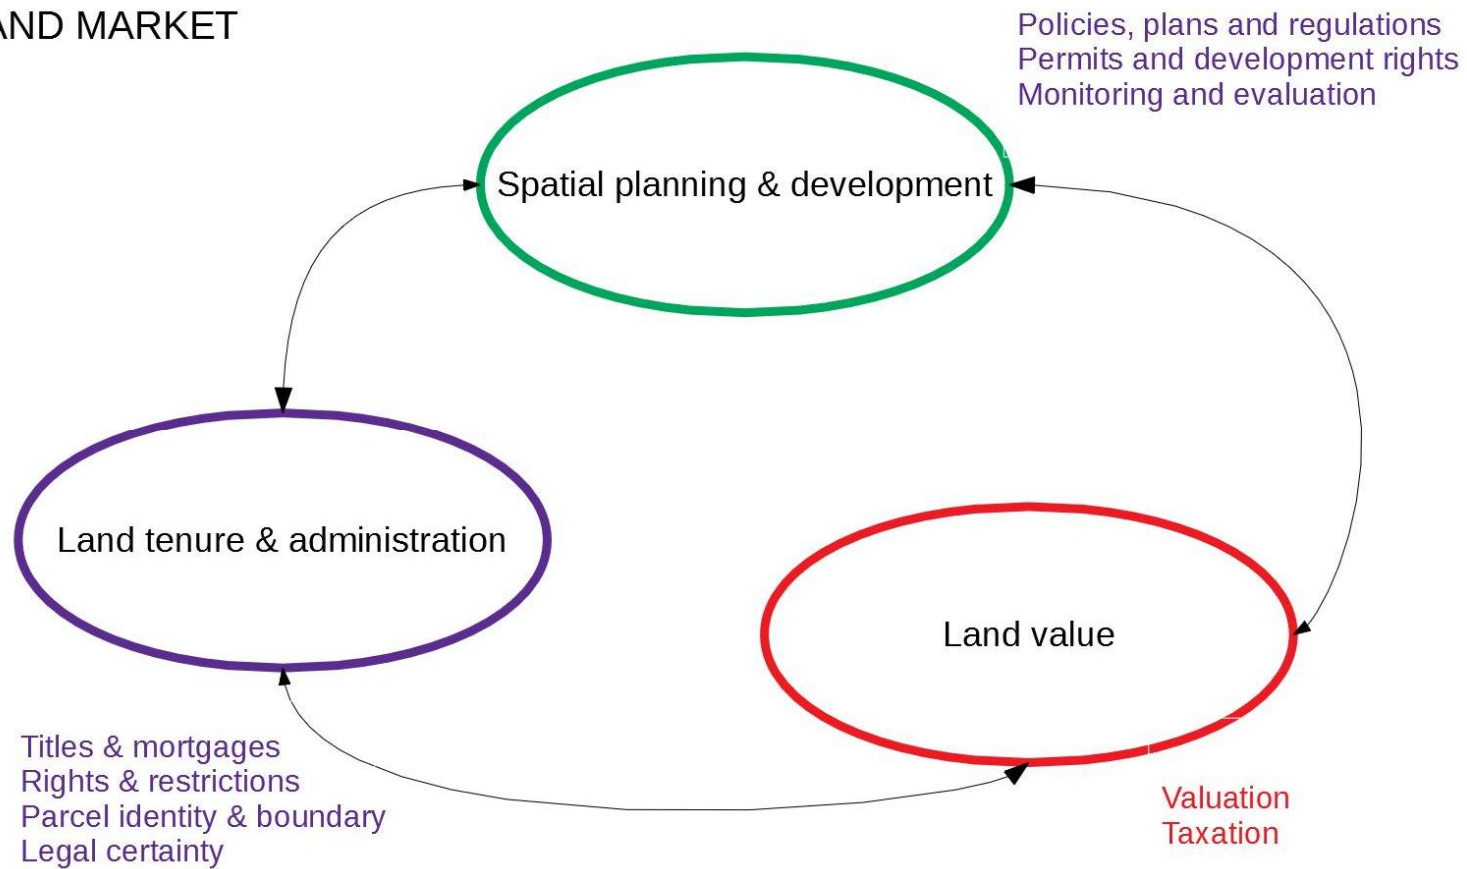 AND MARKET
Policies, plans and regulations
Permits and development rights
Monitoring and evaluation
Spatial planning & development
Land tenure & administration
Land value
Titles & mortgages
Rights & restrictions
Parcel identity & boundary
Legal certainty
Valuation
Taxation